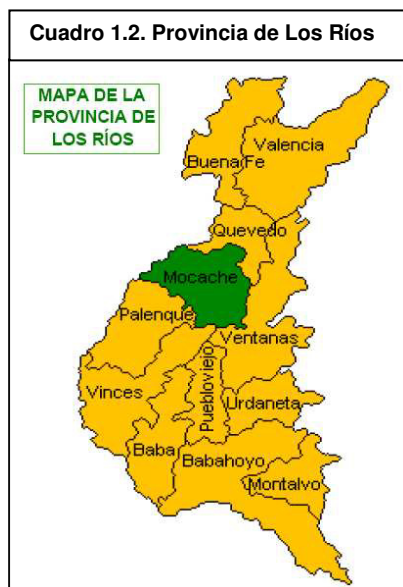 Cuadro 1.2. Provincia de Los Ríos
MAPA DE LA
PROVINCIA DE
LOS RÍOS
Valencia
Buena Fe
Quevedo
Mocache
Palenque
Ventanas
Puebloviejo
Vinces
Urdaneta
Baba
Babahoyo
Montalvo